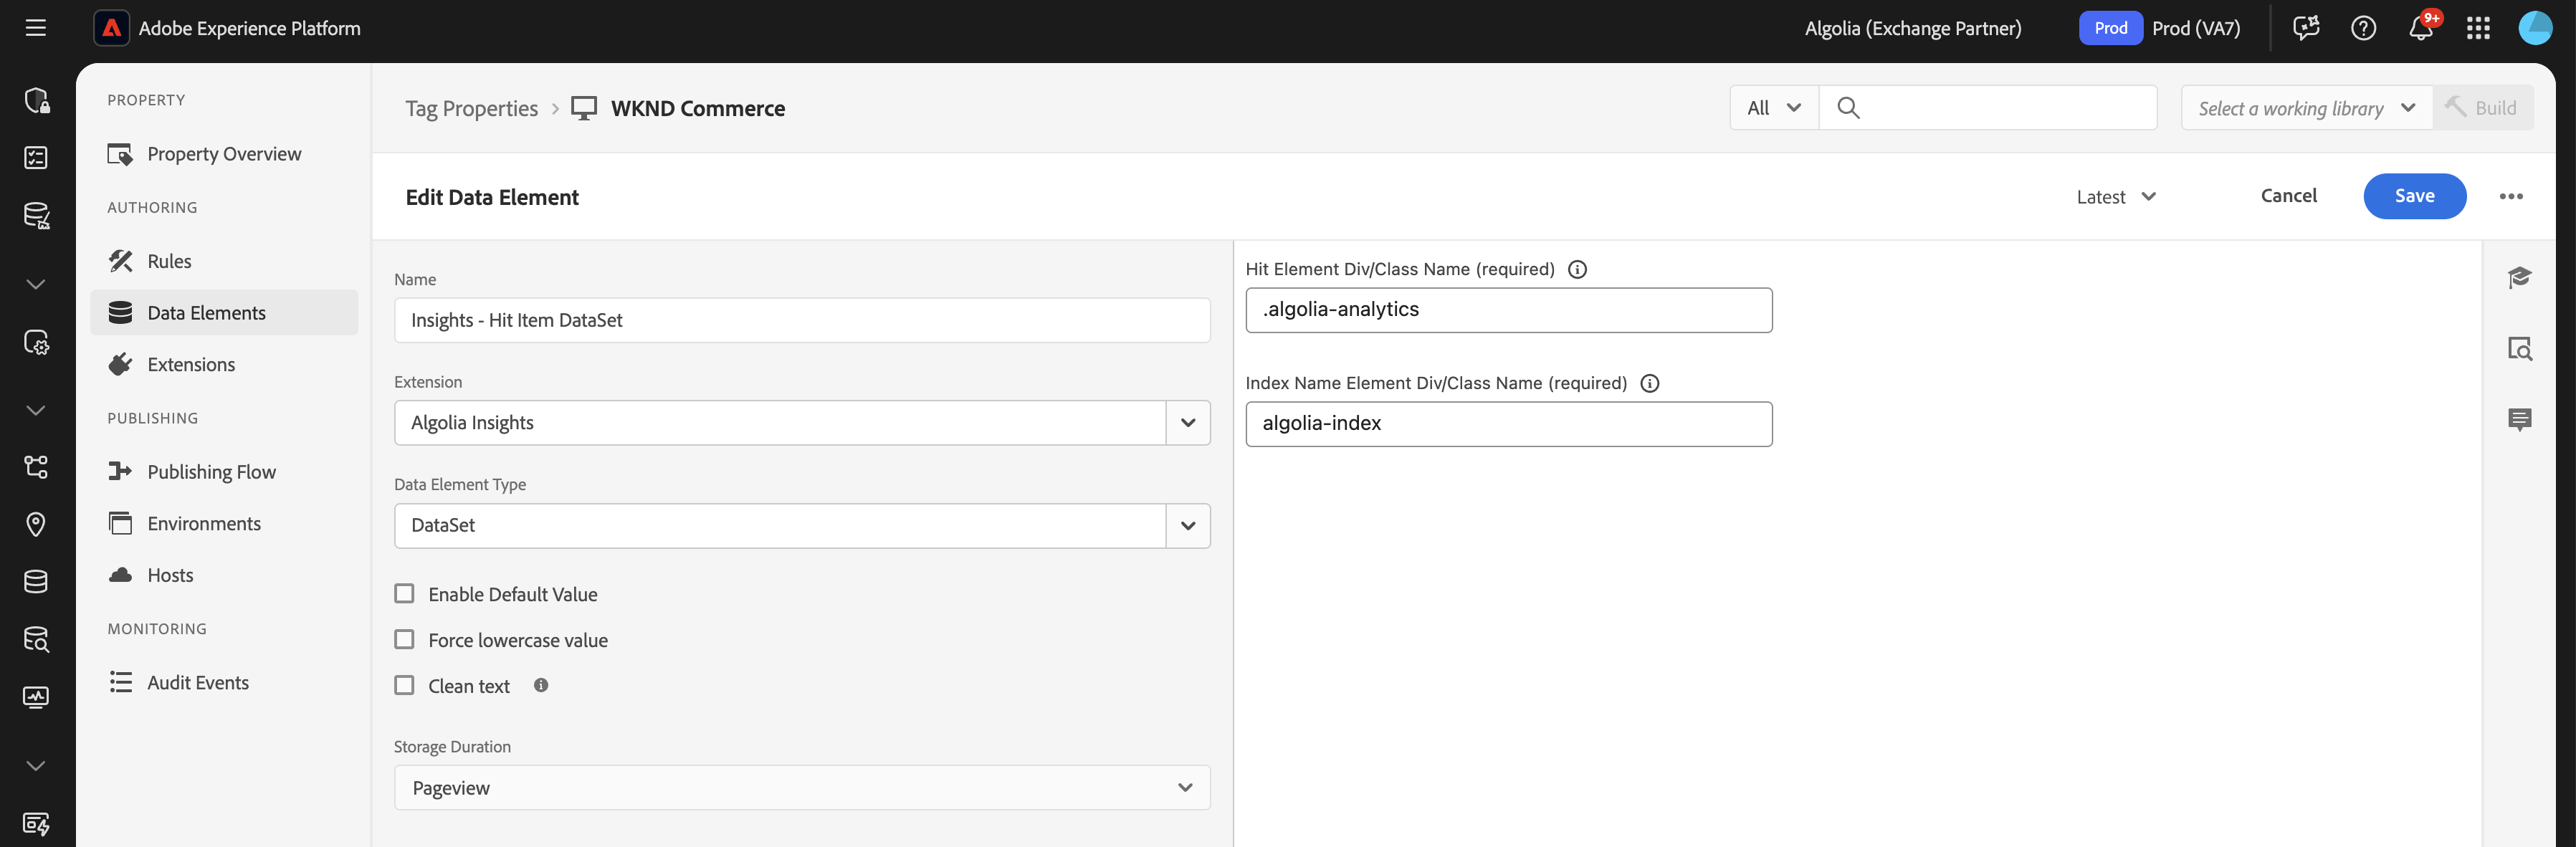 Adobe Experience Platform
Algolia (Exchange Partner)
Prod
Prod (VA7)
9+
PROPERTY
Property Overview
AUTHORING
Rules
Data Elements
Extensions
PUBLISHING
Publishing Flow
Environments
Hosts
MONITORING
Audit Events
Tag Properties > WKND Commerce
All
Select a working library
Build
Edit Data Element
Latest
Cancel
Save
Name
Insights - Hit Item DataSet
Extension
Algolia Insights
Data Element Type
DataSet
Enable Default Value
Force lowercase value
Clean text
Storage Duration
Pageview
Hit Element Div/Class Name (required)
.algolia-analytics
Index Name Element Div/Class Name (required)
algolia-index